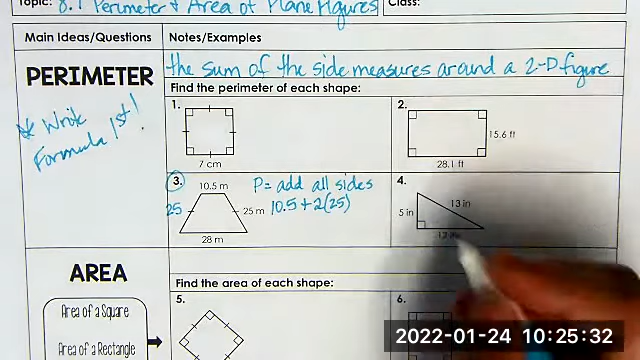 Topic: 8.1 Perimeter & Area of Plane Figures
Class:
Main Ideas/Questions
Notes/Examples
PERIMETER
* Write
Formula 1st!
the sum of the side measures around a 2-D figure
Find the perimeter of each shape:
1.
7 cm
2.
15.6 ft
28.1 ft
3.
10.5 m
25
25 m
28 m
P= add all sides
10.5 + 2(25)
4.
13 in
5 in
AREA
Area of a Square
Area of a Rectangle
Find the area of each shape:
5.
6.
2022-01-24 10:25:32